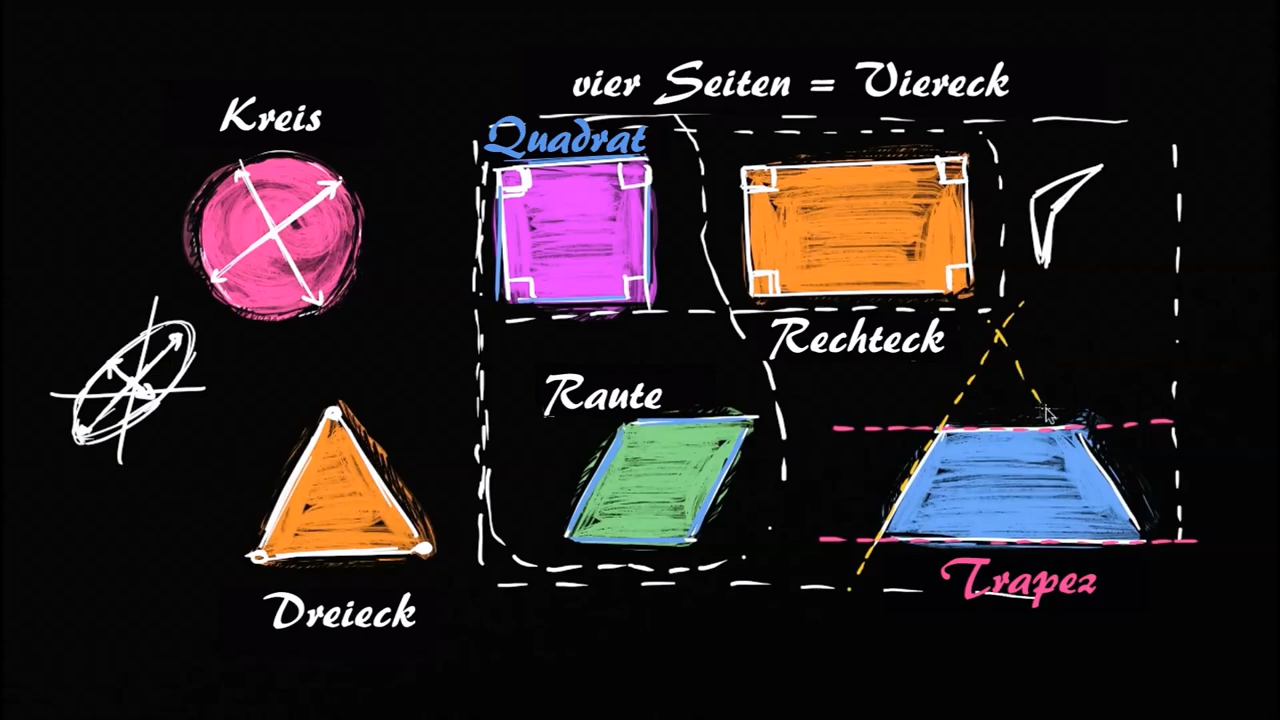 vier Seiten = Viereck
Kreis
Quadrat
Rechteck
Raute
Trapez
Dreieck